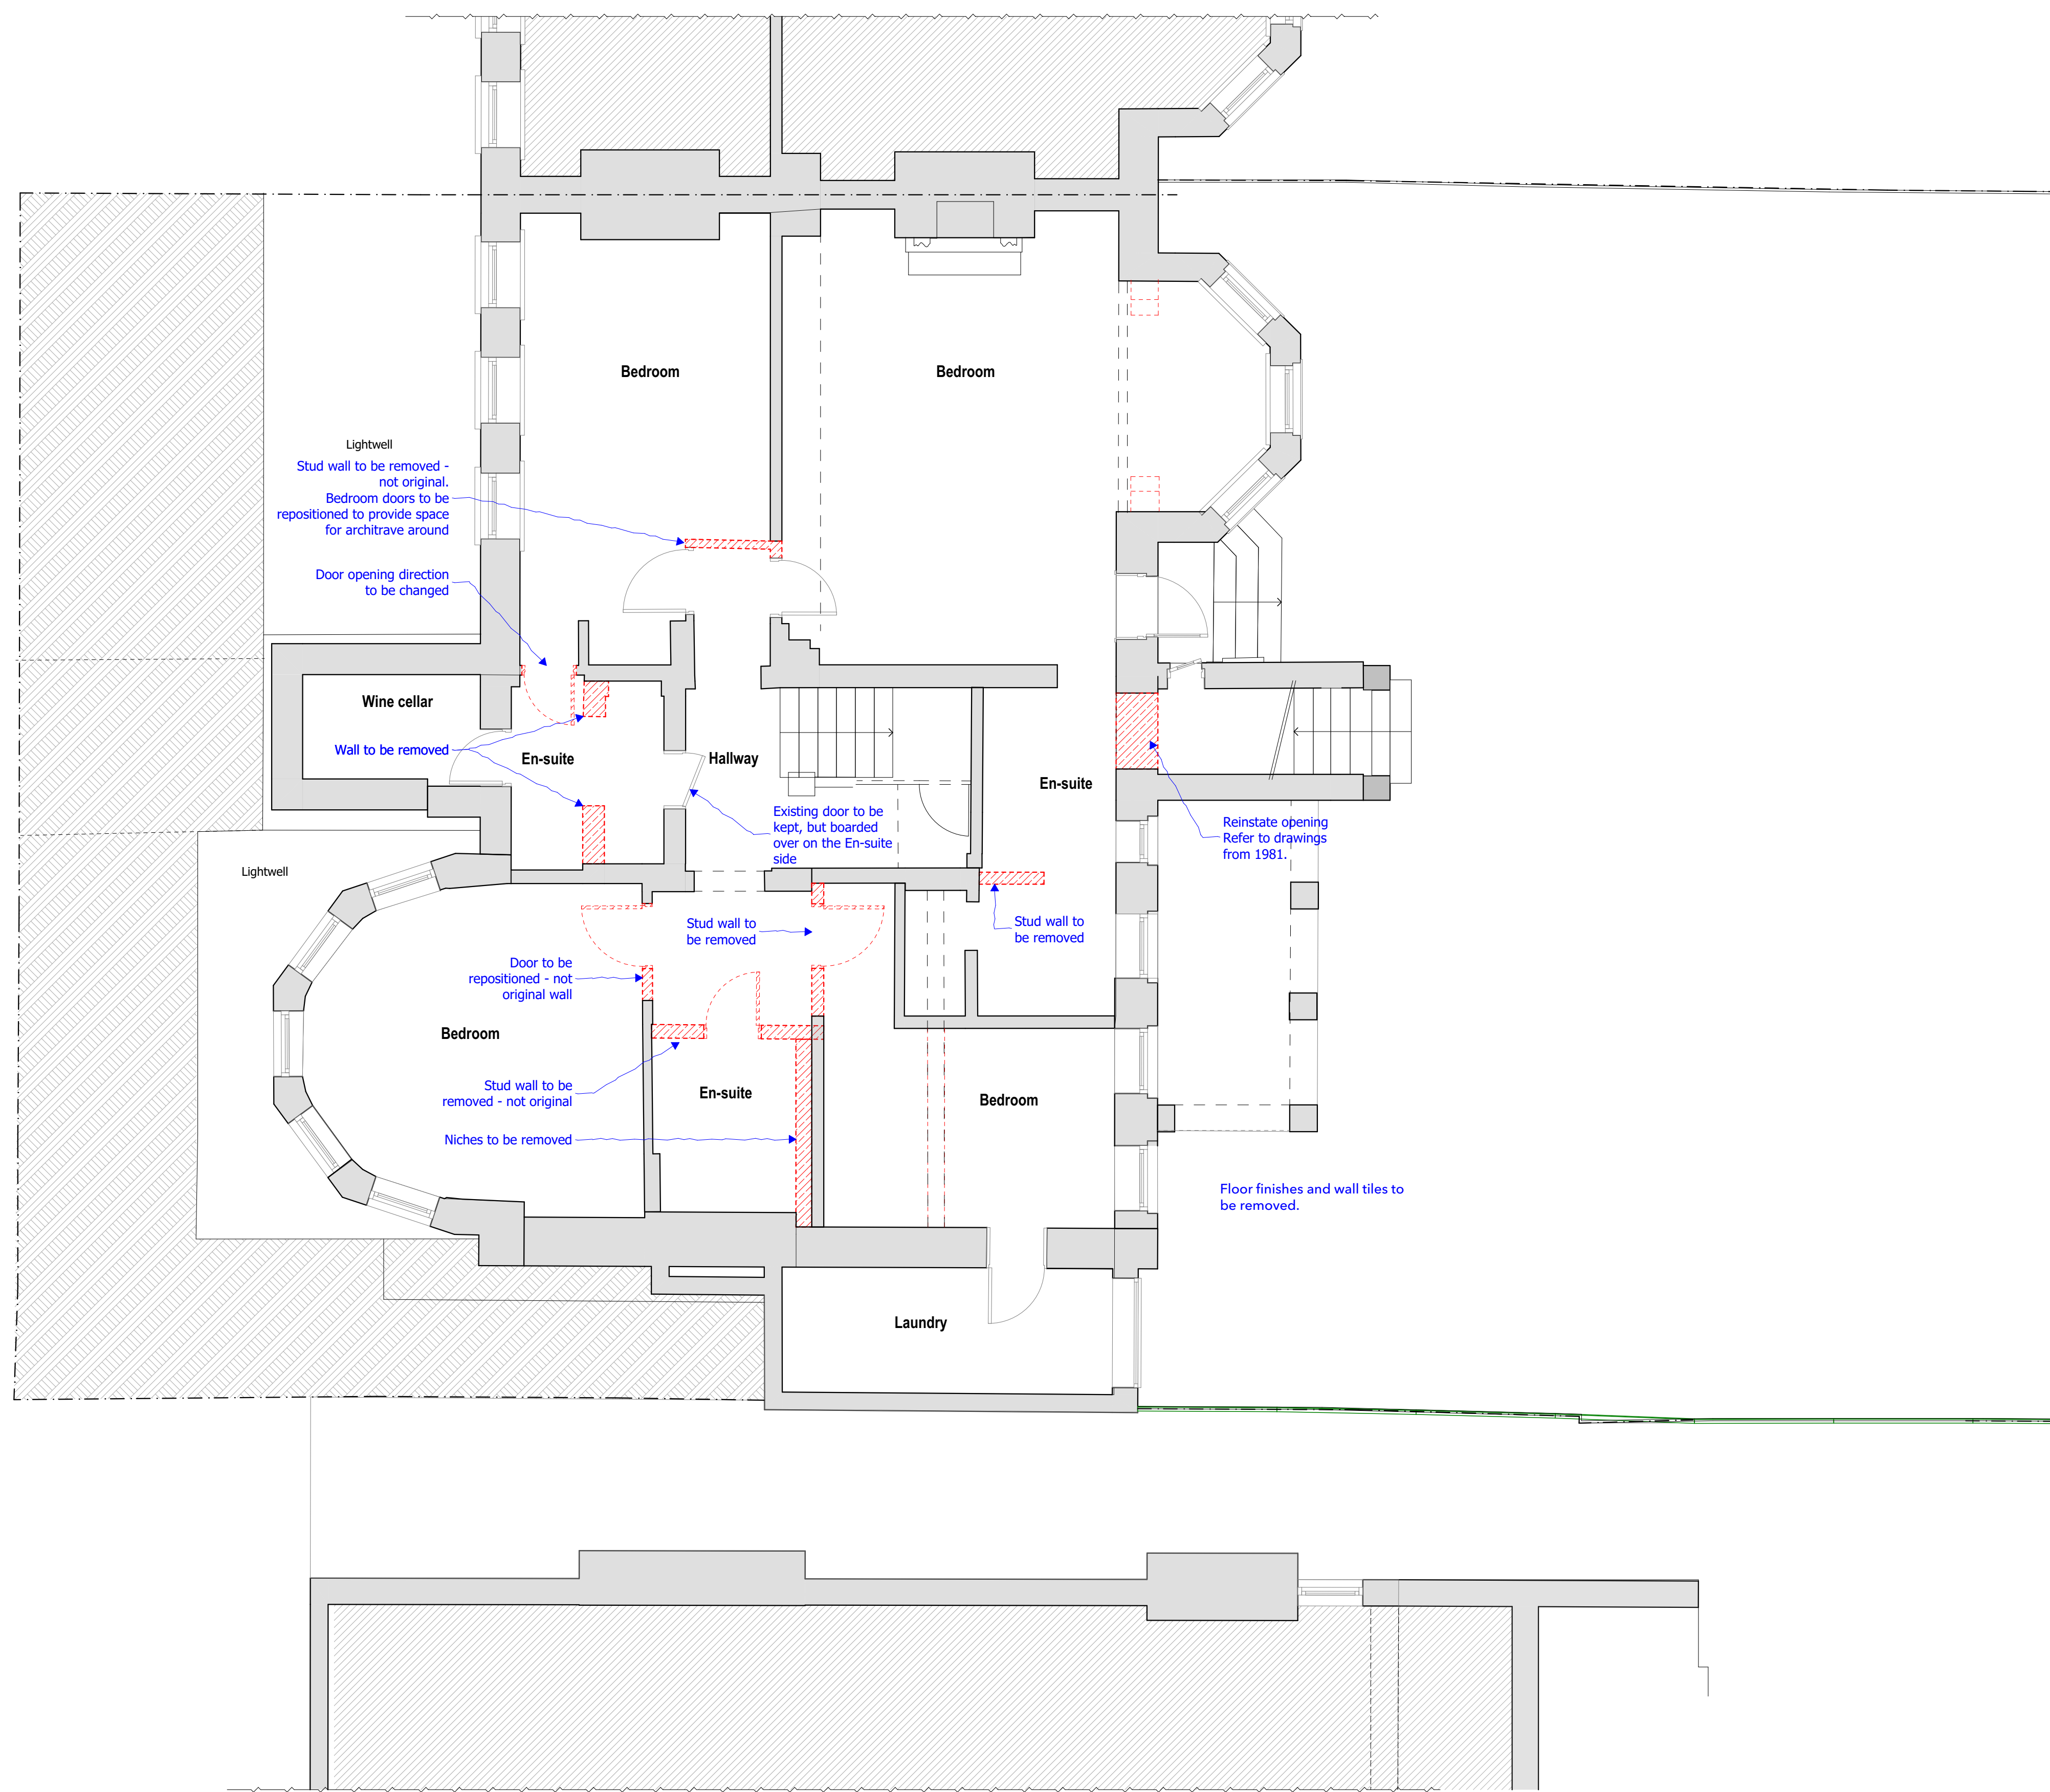 Bedroom
Bedroom
Lightwell
Stud wall to be removed -
not original.
Bedroom doors to be
repositioned to provide space
for architrave around
Door opening direction
to be changed
Wine cellar
Wall to be removed
En-suite
Hallway
En-suite
Existing door to be
kept, but boarded
over on the En-suite
side
Reinstate opening
Refer to drawings
from 1981.
Lightwell
Stud wall to
be removed
Stud wall to
be removed
Door to be
repositioned - not
original wall
Bedroom
Stud wall to be
removed - not original
En-suite
Bedroom
Niches to be removed
Floor finishes and wall tiles to
be removed.
Laundry